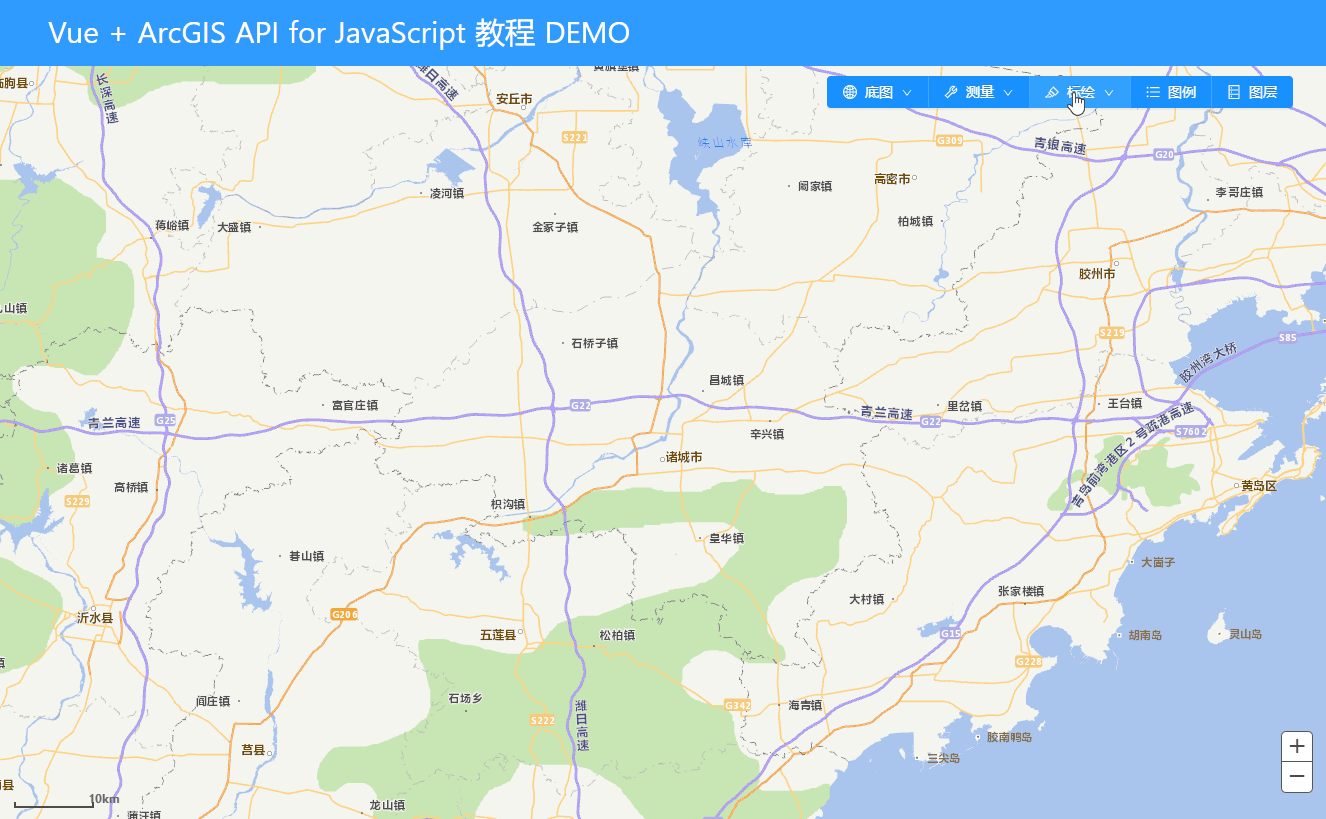 Vue + ArcGIS API for JavaScript 教程 DEMO
底图
测量
标绘
图例
图层
长深高速
潍日高速
安丘市
S221
峡山水库
G309
青银高速
G20
阚家镇
高密市
李哥庄镇
凌河镇
蒋峪镇
大盛镇
金冢子镇
柏城镇
胶州市
S219
S85
胶州湾大桥
石桥子镇
昌城镇
富官庄镇
青兰高速
G25
G22
青兰高速
G22
里岔镇
王台镇
S7602
青岛前湾港区2号疏港高速
辛兴镇
诸城市
诸葛镇
高桥镇
S229
枳沟镇
黄岛区
皇华镇
碁山镇
大崮子
大村镇
张家楼镇
沂水县
G206
五莲县
松柏镇
G15
胡南岛
灵山岛
G228
石场乡
阎庄镇
G342
海青镇
S222
潍日高速
胶南鸭岛
莒县
三尖岛
10km
龙山镇